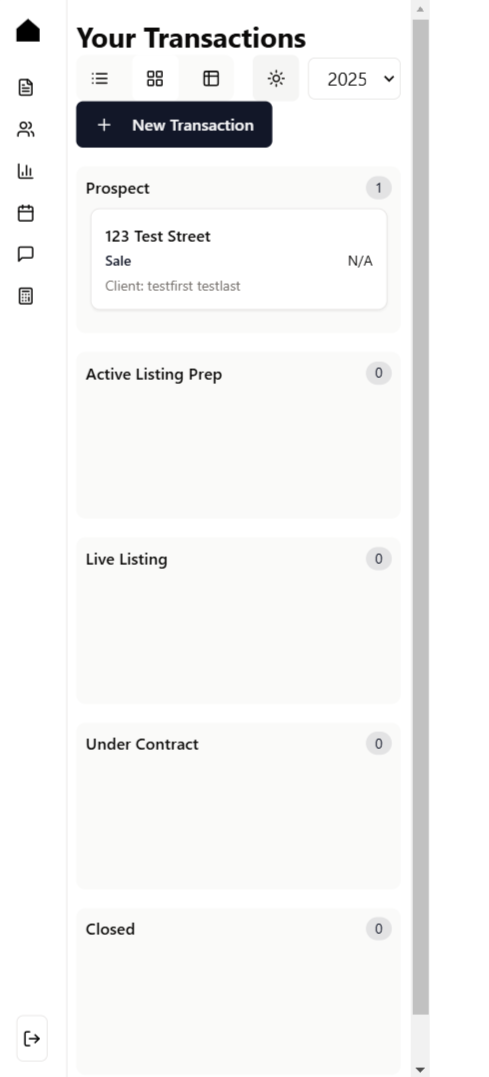 Your Transactions
2025
+ New Transaction
Prospect 1
123 Test Street
Sale N/A
Client: testfirst testlast
Active Listing Prep 0
Live Listing 0
Under Contract 0
Closed 0